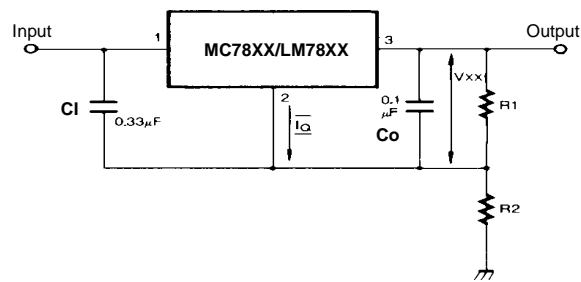 Input
Output
1
MC78XX/LM78XX
3
2
CI
0.33μF
IQ
0.1
μF
Co
Vxx
R1
R2